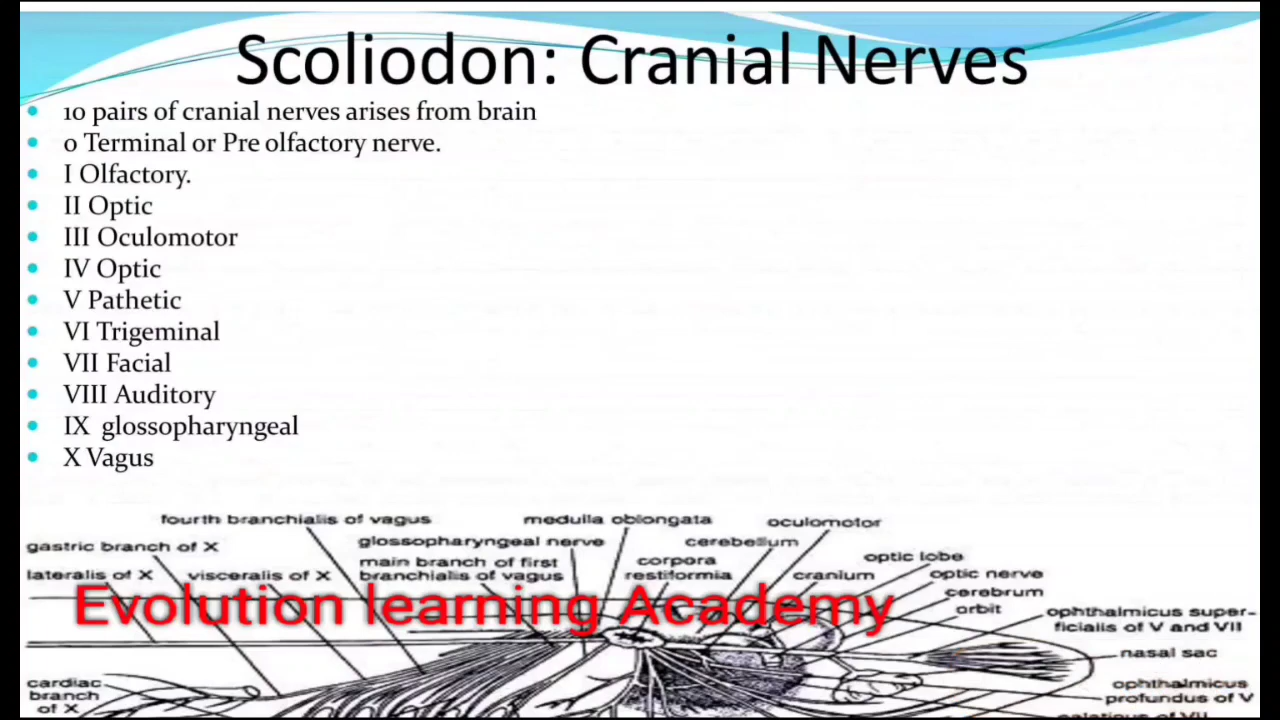 Scoliodon: Cranial Nerves
10 pairs of cranial nerves arises from brain
0 Terminal or Pre olfactory nerve.
I Olfactory.
II Optic
III Oculomotor
IV Optic
V Pathetic
VI Trigeminal
VII Facial
VIII Auditory
IX glossopharyngeal
X Vagus
fourth branchialis of vagus
medulla oblongata
oculomotor
gastric branch of X
glossopharyngeal nerve
cerebellum
main branch of first
branchialis of vagus
corpora
restiformia
optic lobe
lateralis of X
visceralis of X
cranium
optic nerve
cerebrum
orbit
Evolution learning Academy
ophthalmicus super-
ficialis of V and VII
nasal sac
cardiac
branch
of X
ophthalmicus
profundus of V